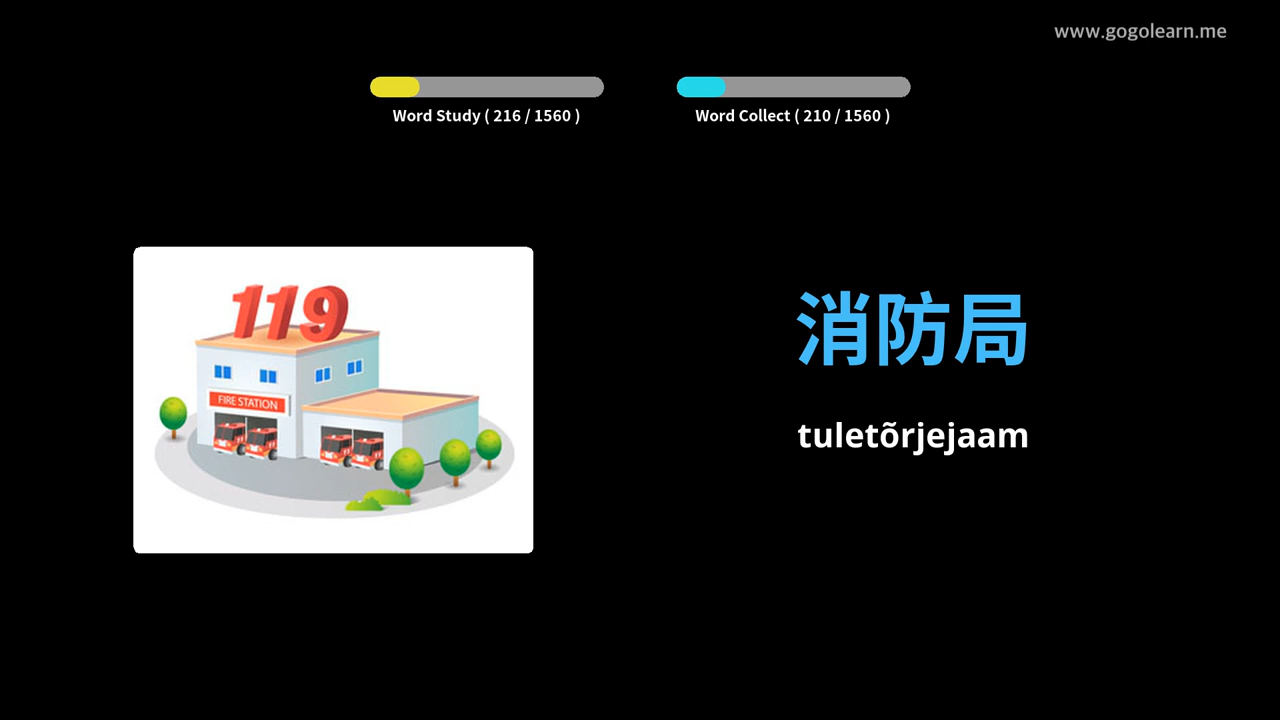 www.gogolearn.me
Word Study ( 216 / 1560 )
Word Collect ( 210 / 1560 )
119
FIRE STATION
消防局
tuletõrjejaam